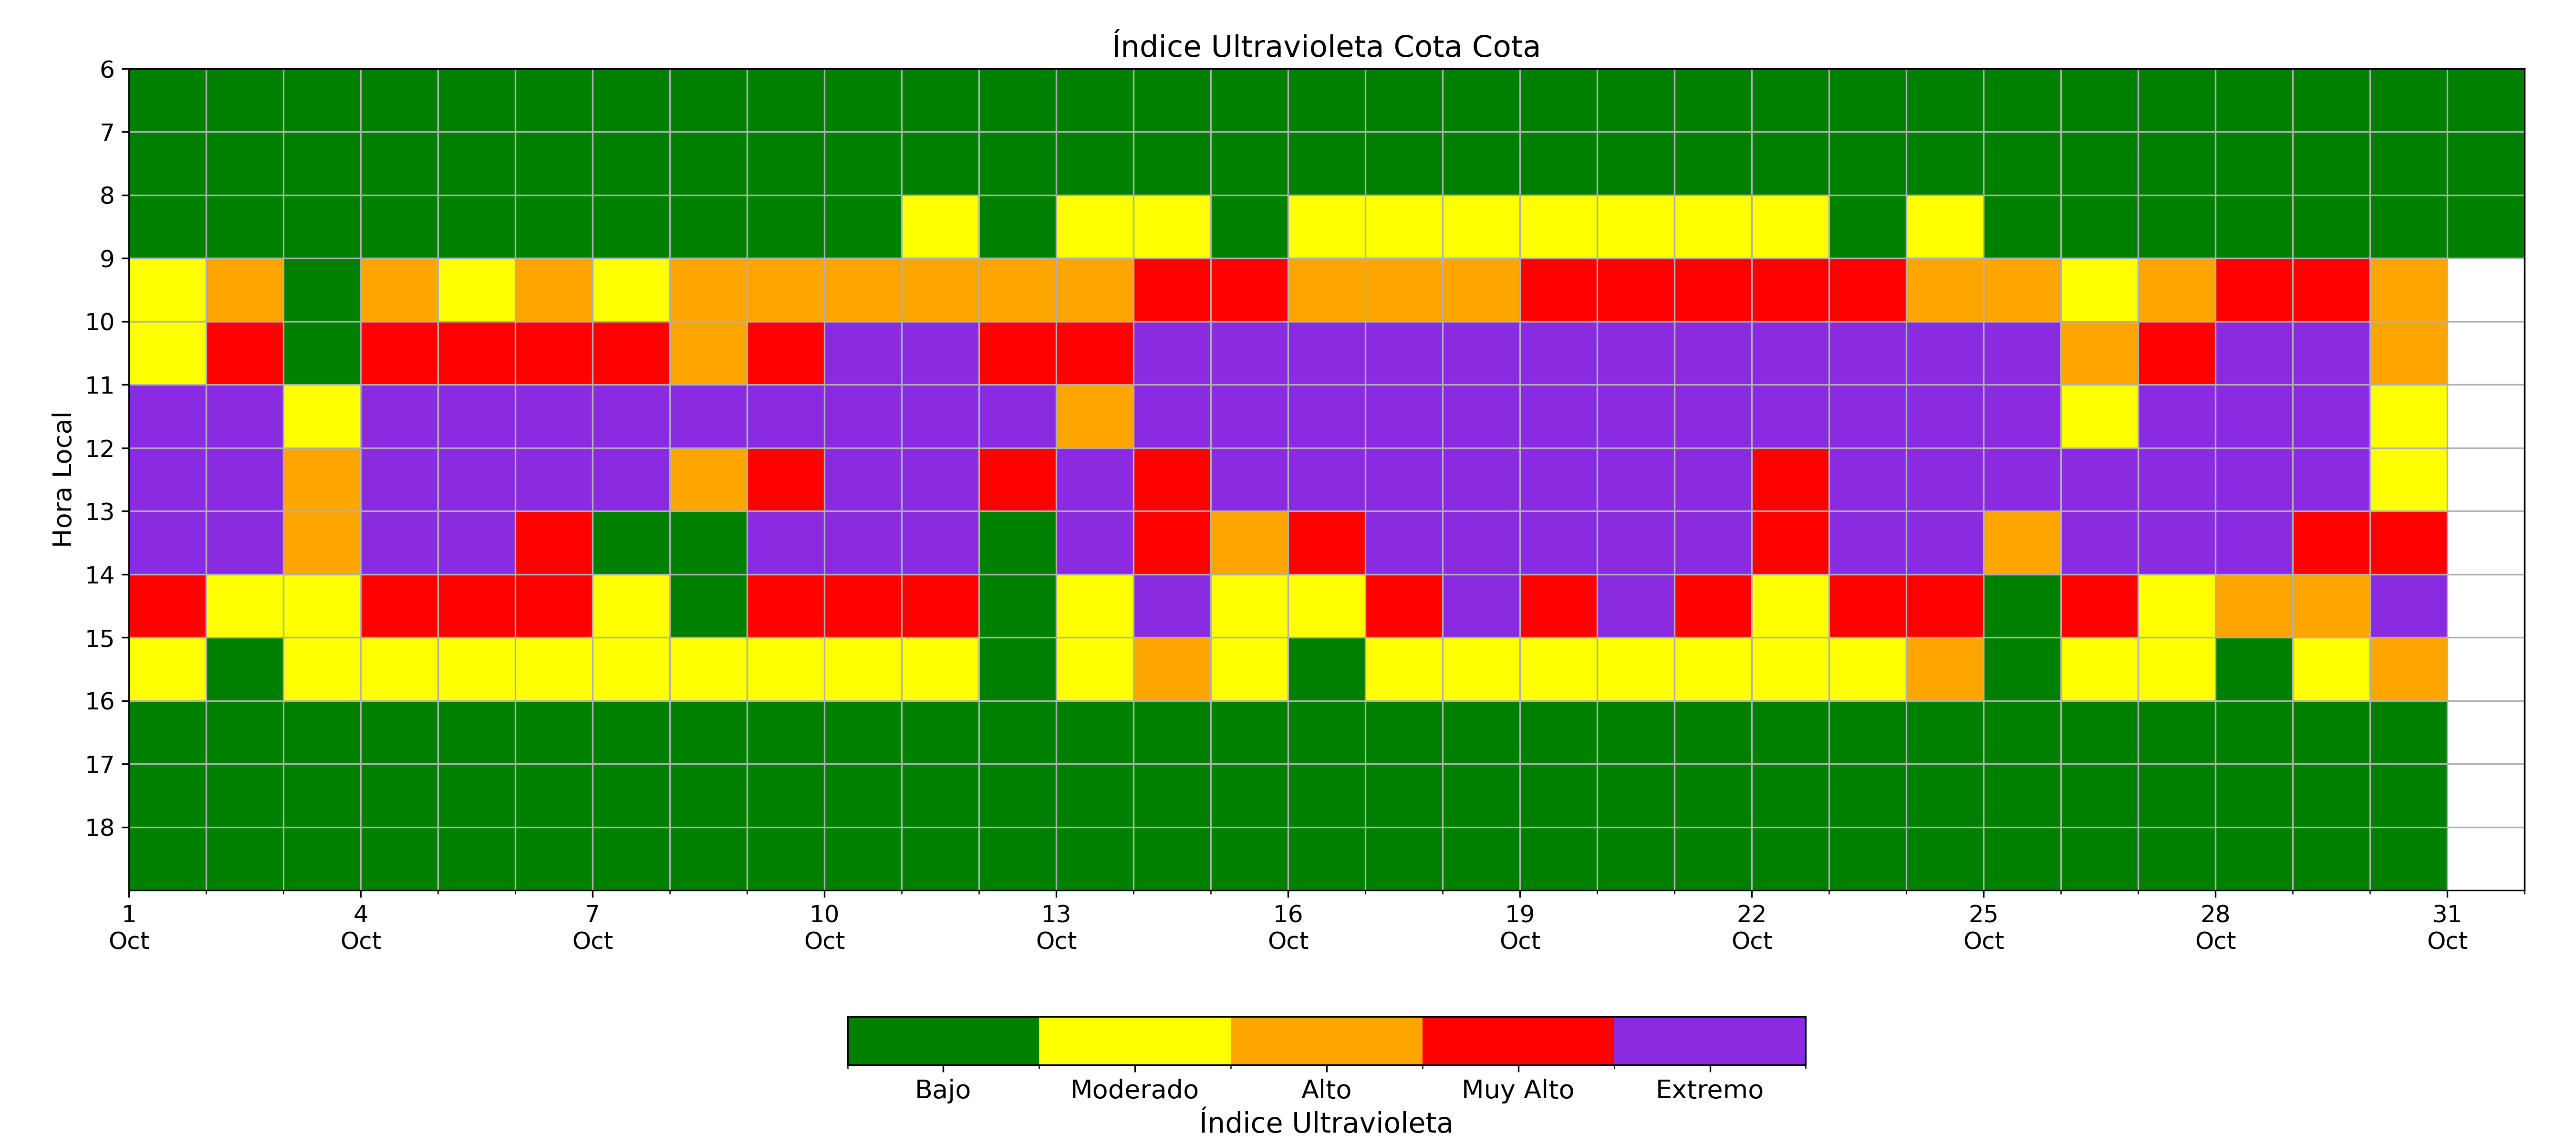 Índice Ultravioleta Cota Cota
Hora Local
6
7
8
9
10
11
12
13
14
15
16
17
18
1 4 7 10 13 16 19 22 25 28 31
Oct Oct Oct Oct Oct Oct Oct Oct Oct Oct Oct
Bajo Moderado Alto Muy Alto Extremo
Índice Ultravioleta